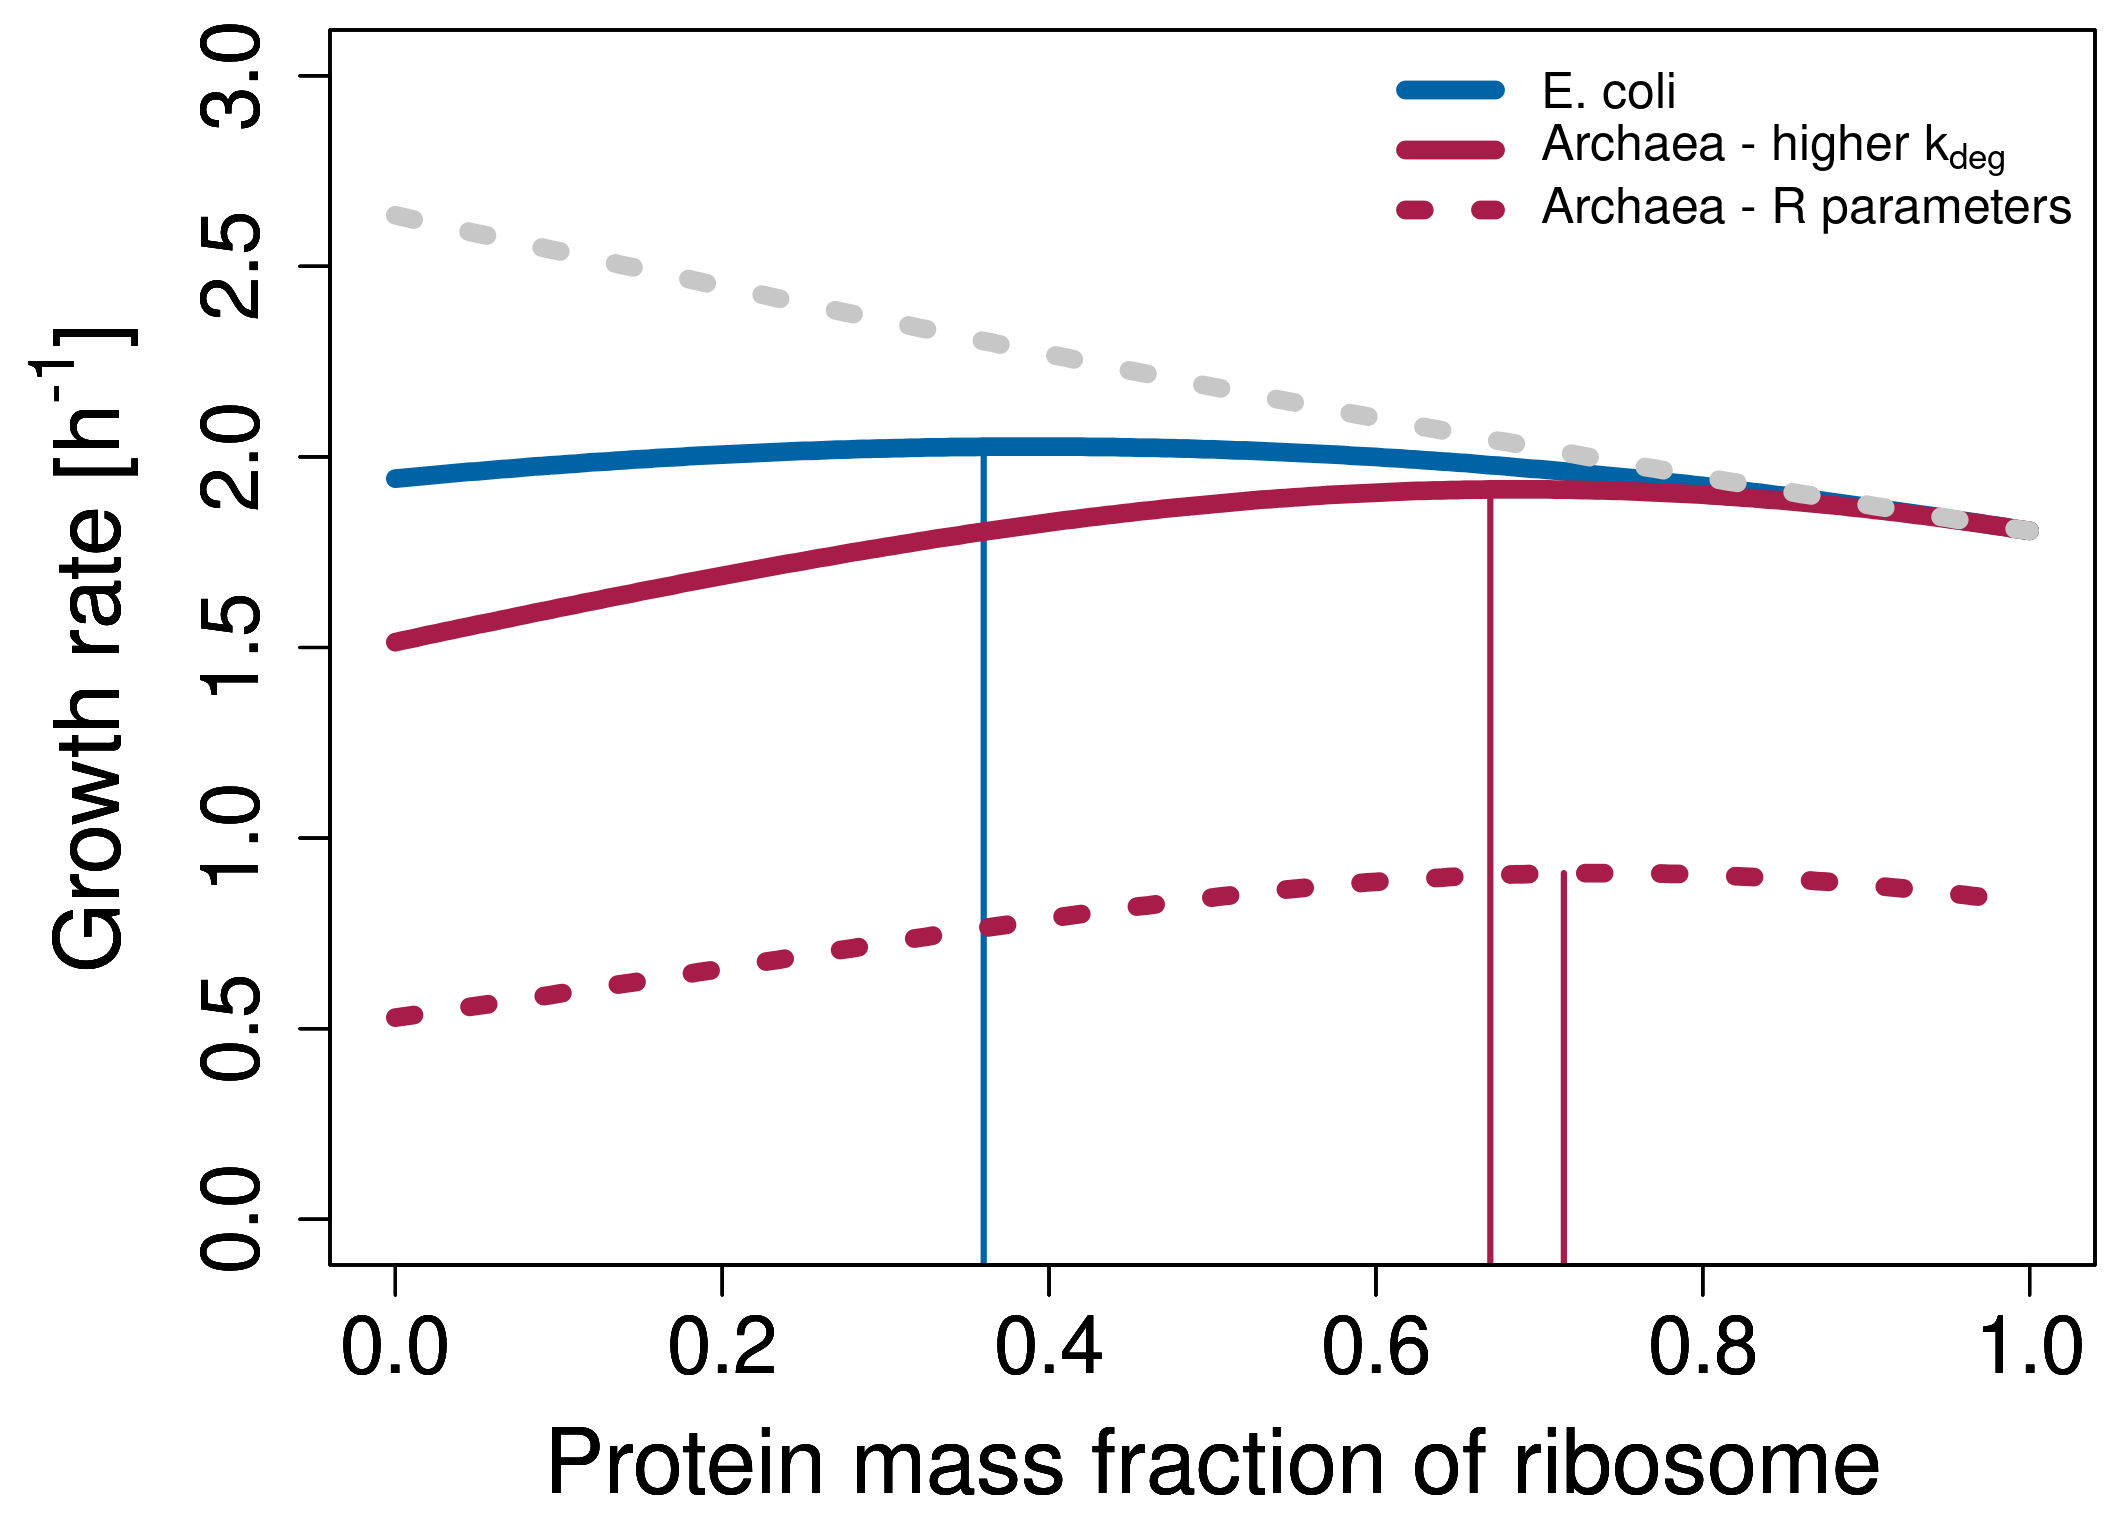 E. coli
Archaea - higher kdeg
Archaea - R parameters
Growth rate [h-1]
3.0
2.5
2.0
1.5
1.0
0.5
0.0
0.0 0.2 0.4 0.6 0.8 1.0
Protein mass fraction of ribosome